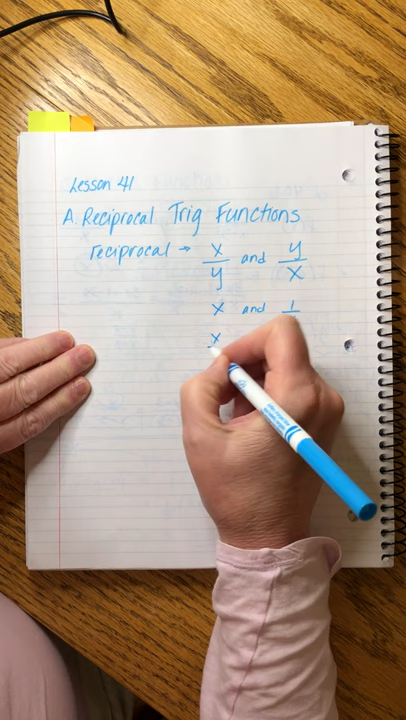 Lesson 41
A. Reciprocal Trig Functions
reciprocal → x/y and y/x
x and 1
x